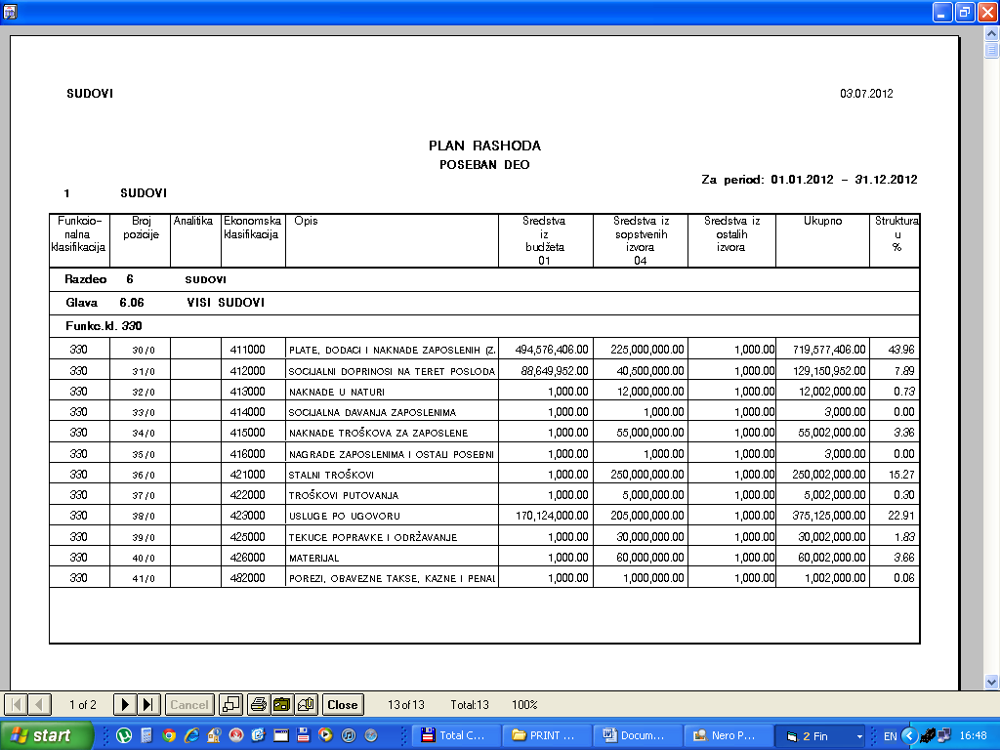 SUDOVI 03.07.2012
PLAN RASHODA
POSEBAN DEO
Za period: 01.01.2012 - 31.12.2012
1 SUDOVI
Funkcio-nalna klasifikacija Broj pozicije Analitika Ekonomska klasifikacija Opis Sredstva iz budžeta 01 Sredstva iz sopstvenih izvora 04 Sredstva iz ostalih izvora Ukupno Struktura u %
Razdeo 6 SUDOVI
Glava 6.06 VISI SUDOVI
Funkc.kl. 330
330 30/0 411000 PLATE, DODACI I NAKNADE ZAPOSLENIH (Z. 494,576,406.00 225,000,000.00 1,000.00 719,577,406.00 43.96
330 31/0 412000 SOCIJALNI DOPRINOSI NA TERET POSLODA 88,649,952.00 40,500,000.00 1,000.00 129,150,952.00 7.89
330 32/0 413000 NAKNADE U NATURI 1,000.00 12,000,000.00 1,000.00 12,002,000.00 0.73
330 33/0 414000 SOCIJALNA DAVANJA ZAPOSLENIMA 1,000.00 1,000.00 1,000.00 3,000.00 0.00
330 34/0 415000 NAKNADE TROŠKOVA ZA ZAPOSLENE 1,000.00 55,000,000.00 1,000.00 55,002,000.00 3.36
330 35/0 416000 NAGRADE ZAPOSLENIMA I OSTALI POSEBNI 1,000.00 1,000.00 1,000.00 3,000.00 0.00
330 36/0 421000 STALNI TROŠKOVI 1,000.00 250,000,000.00 1,000.00 250,002,000.00 15.27
330 37/0 422000 TROŠKOVI PUTOVANJA 1,000.00 5,000,000.00 1,000.00 5,002,000.00 0.30
330 38/0 423000 USLUGE PO UGOVORU 170,124,000.00 205,000,000.00 1,000.00 375,125,000.00 22.91
330 39/0 425000 TEKUCE POPRAVKE I ODRŽAVANJE 1,000.00 30,000,000.00 1,000.00 30,002,000.00 1.83
330 40/0 426000 MATERIJAL 1,000.00 60,000,000.00 1,000.00 60,002,000.00 3.66
330 41/0 482000 POREZI, OBAVEZNE TAKSE, KAZNE I PENAL 1,000.00 1,000,000.00 1,000.00 1,002,000.00 0.06
1 of 2 Cancel Close 13 of 13 Total:13 100%
start Total C... PRINT ... Docum... Nero P... 2 Fin EN 16:48